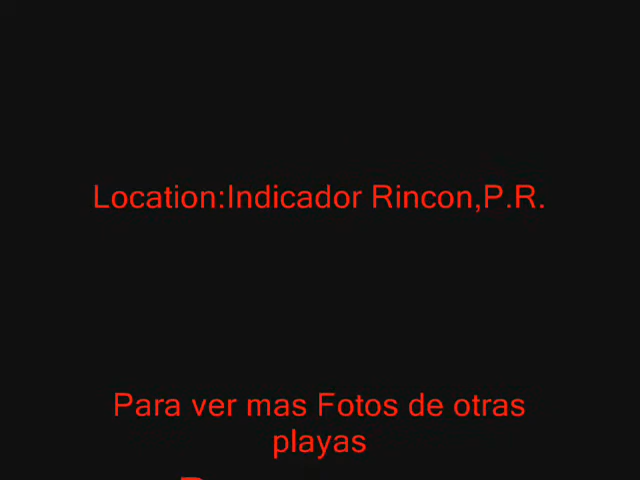 Location:Indicador Rincon,P.R.
Para ver mas Fotos de otras
playas